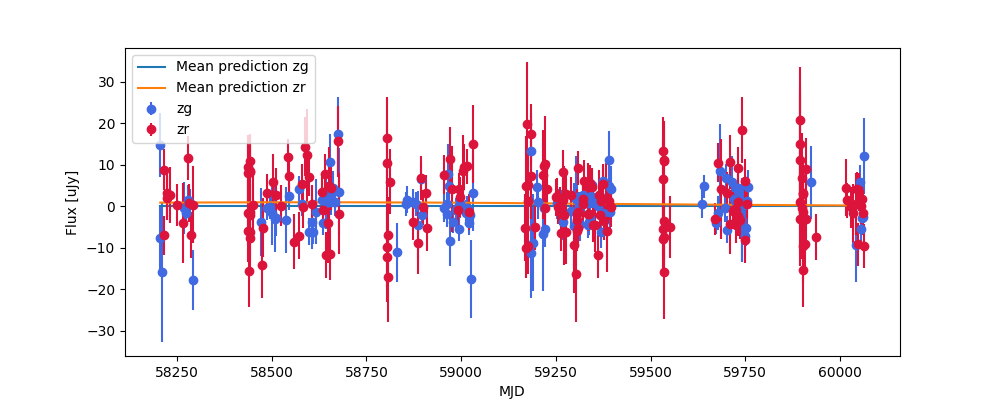 Mean prediction zg
Mean prediction zr
zg
zr
Flux [uJy]
30
20
10
0
−10
−20
−30
58250
58500
58750
59000
59250
59500
59750
60000
MJD